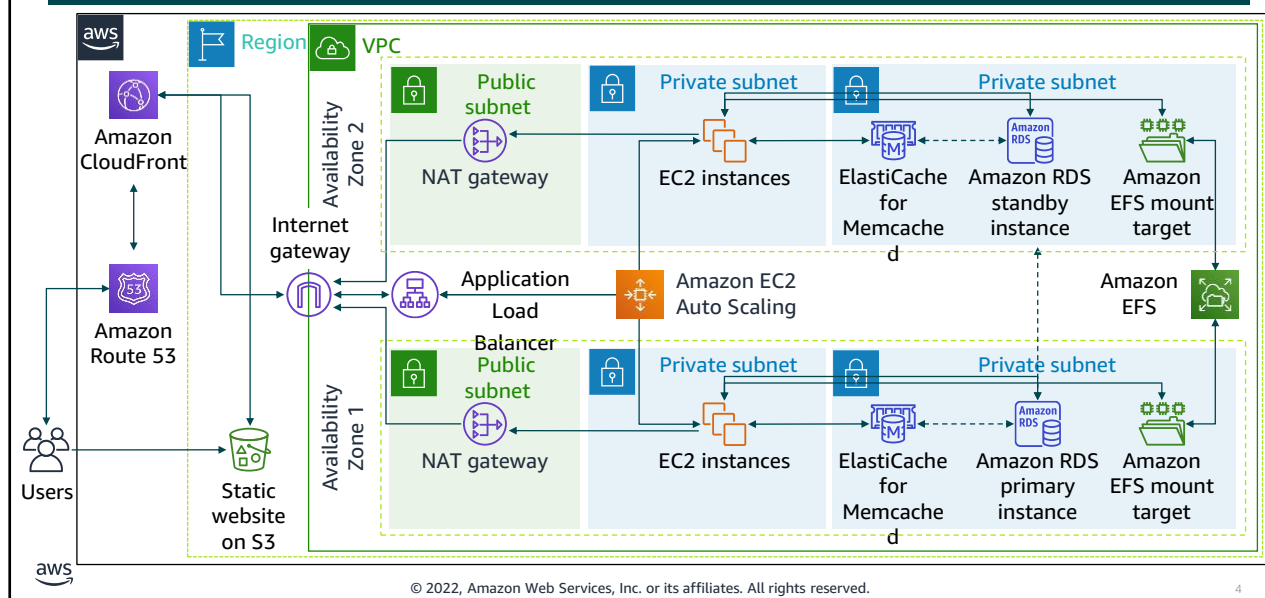 aws
Region
VPC
Amazon
CloudFront
Amazon
Route 53
Users
Static
website
on S3
Internet
gateway
Availability
Zone 2
Public
subnet
NAT gateway
Private subnet
EC2 instances
Private subnet
ElastiCache
for
Memcache
d
Amazon
RDS
M
Amazon RDS
standby
instance
Amazon
EFS mount
target
53
Application
Load
Balancer
Amazon EC2
Auto Scaling
Amazon
EFS
Availability
Zone 1
Public
subnet
NAT gateway
Private subnet
EC2 instances
Private subnet
M
ElastiCache
for
Memcache
d
Amazon
RDS
Amazon RDS
primary
instance
Amazon
EFS mount
target
aws
© 2022, Amazon Web Services, Inc. or its affiliates. All rights reserved.
4